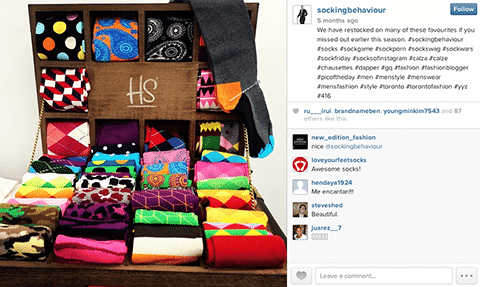 HS
sockingbehaviour
5 months ago
Follow
We have restocked on many of these favourites if
you missed out earlier this season. #sockingbehaviour
#socks #sockgame #sockporn #sockswag #sockwars
#sockfriday #socksofinstagram #calza #calze
#chaussettes #dapper #gq #fashion #fashionblogger
#picoftheday #men #menstyle #menswear
#mensfashion #style #toronto #torontofashion #yyz
#416
ru___irui, brandnameben, youngminkim7543 and 87
others like this.
new_edition_fashion
nice @sockingbehaviour
loveyourfeetsocks
Awesome socks!
hendaya1924
Me encantan!!!
steveshed
Beautiful.
juarez__7
Leave a comment...